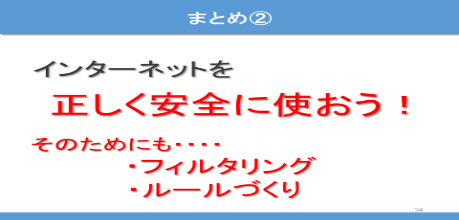 まとめ②
インターネットを
正しく安全に使おう！
そのためにも・・・・
・フィルタリング
・ルールづくり
34